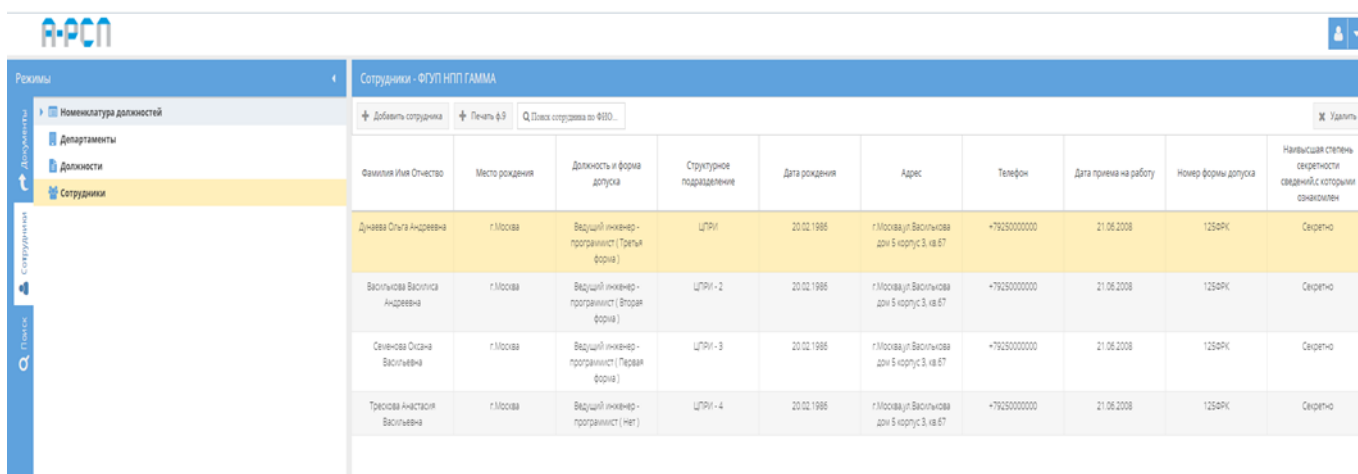 А-РСП
Режимы
Сотрудники - ФГУП НПП ГАММА
Документы
Сотрудники
Поиск
Номенклатура должностей
Департаменты
Должности
Сотрудники
Добавить сотрудника
Печать ф.9
Поиск сотрудника по ФИО...
Удалить
Фамилия Имя Отчество
Место рождения
Должность и форма
допуска
Структурное
подразделение
Дата рождения
Адрес
Телефон
Дата приема на работу
Номер формы допуска
Наивысшая степень
секретности
сведений,с которыми
ознакомлен
Дунаева Ольга Андреевна
г.Москва
Ведущий инженер -
программист ( Третья
форма )
ЦПРИ
20.02.1986
г.Москва,ул.Василькова
дом 5 корпус 3, кв.67
+79250000000
21.06.2008
125ФРК
Секретно
Василькова Василиса
Андреевна
г.Москва
Ведущий инженер -
программист ( Вторая
форма )
ЦПРИ - 2
20.02.1986
г.Москва,ул.Василькова
дом 5 корпус 3, кв.67
+79250000000
21.06.2008
125ФРК
Секретно
Семенова Оксана
Васильевна
г.Москва
Ведущий инженер -
программист ( Первая
форма )
ЦПРИ - 3
20.02.1986
г.Москва,ул.Василькова
дом 5 корпус 3, кв.67
+79250000000
21.06.2008
125ФРК
Секретно
Трескова Анастасия
Васильевна
г.Москва
Ведущий инженер -
программист ( Нет )
ЦПРИ - 4
20.02.1986
г.Москва,ул.Василькова
дом 5 корпус 3, кв.67
+79250000000
21.06.2008
125ФРК
Секретно